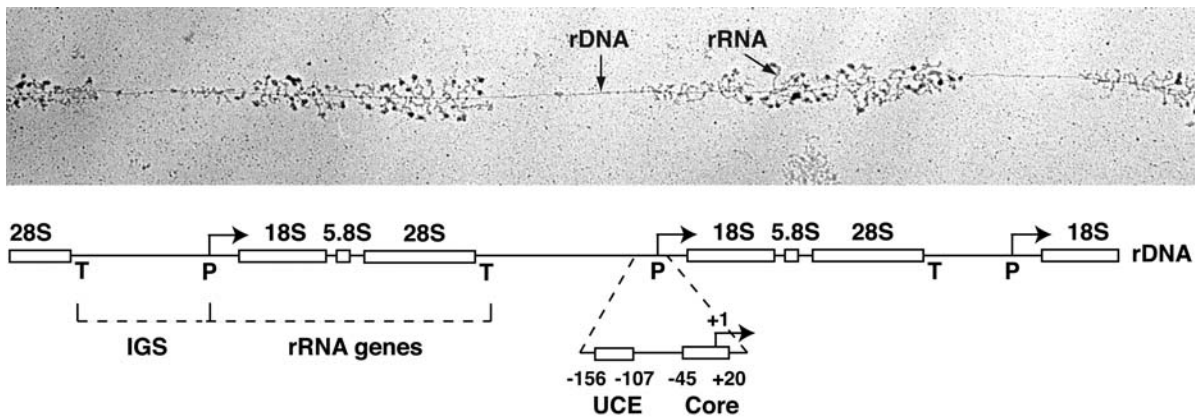 rDNA rRNA
28S 18S 5.8S 28S 18S 5.8S 28S 18S
T P T P T P rDNA
IGS rRNA genes +1
-156 -107 -45 +20
UCE Core